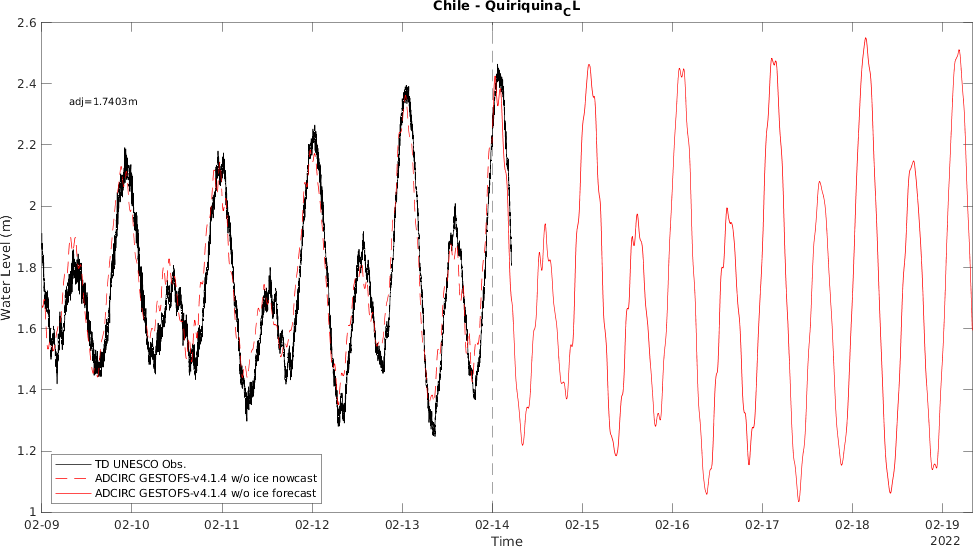 Chile - Quiriquina_CL
2.6
2.4
2.2
2
1.8
1.6
1.4
1.2
1
Water Level (m)
adj=1.7403m
TD UNESCO Obs.
ADCIRC GESTOFS-v4.1.4 w/o ice nowcast
ADCIRC GESTOFS-v4.1.4 w/o ice forecast
02-09 02-10 02-11 02-12 02-13 02-14 02-15 02-16 02-17 02-18 02-19
Time
2022